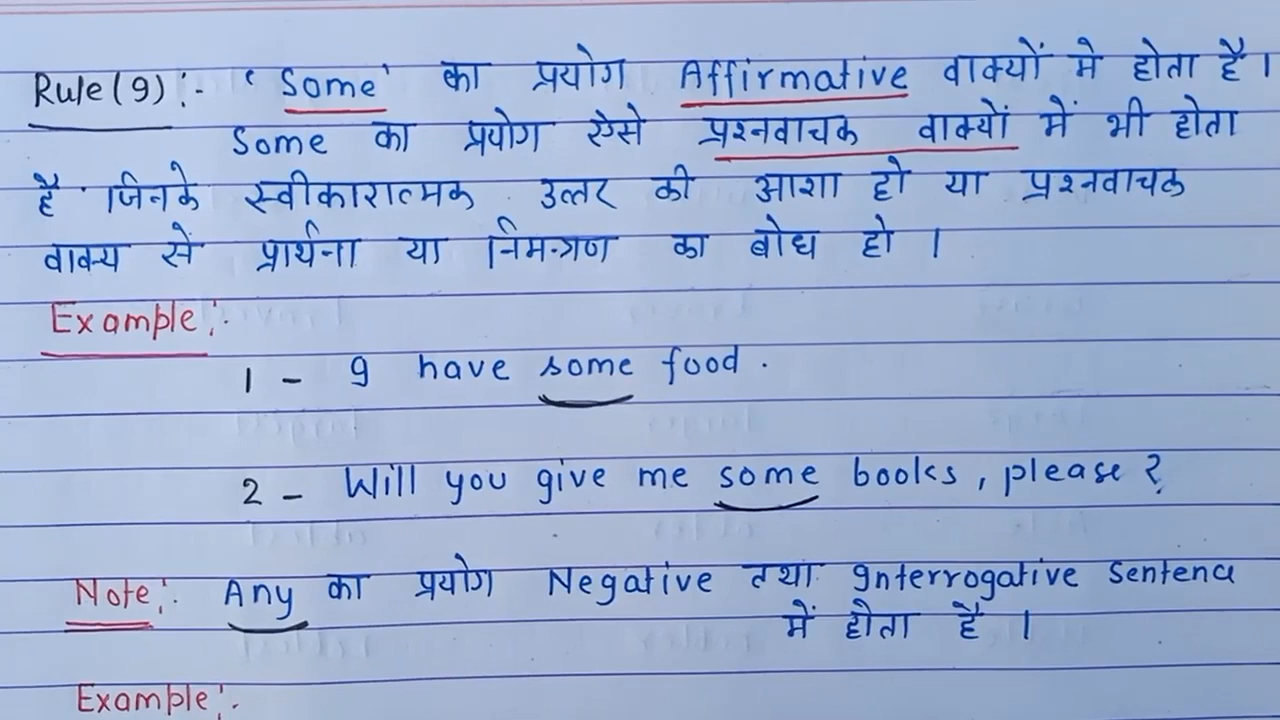 Rule (9):- 'Some' का प्रयोग Affirmative वाक्यों मे होता है।
Some का प्रयोग ऐसे प्रश्नवाचक वाक्यों में भी होता
है जिनके स्वीकारात्मक उत्तर की आशा हो या प्रश्नवाचक
वाक्य से प्रार्थना या निमन्त्रण का बोध हो ।
Example:-
1 - I have some food.
2 - Will you give me some books, please?
Note:- Any का प्रयोग Negative तथा Interrogative Sentenc
में होता है ।
Example:-